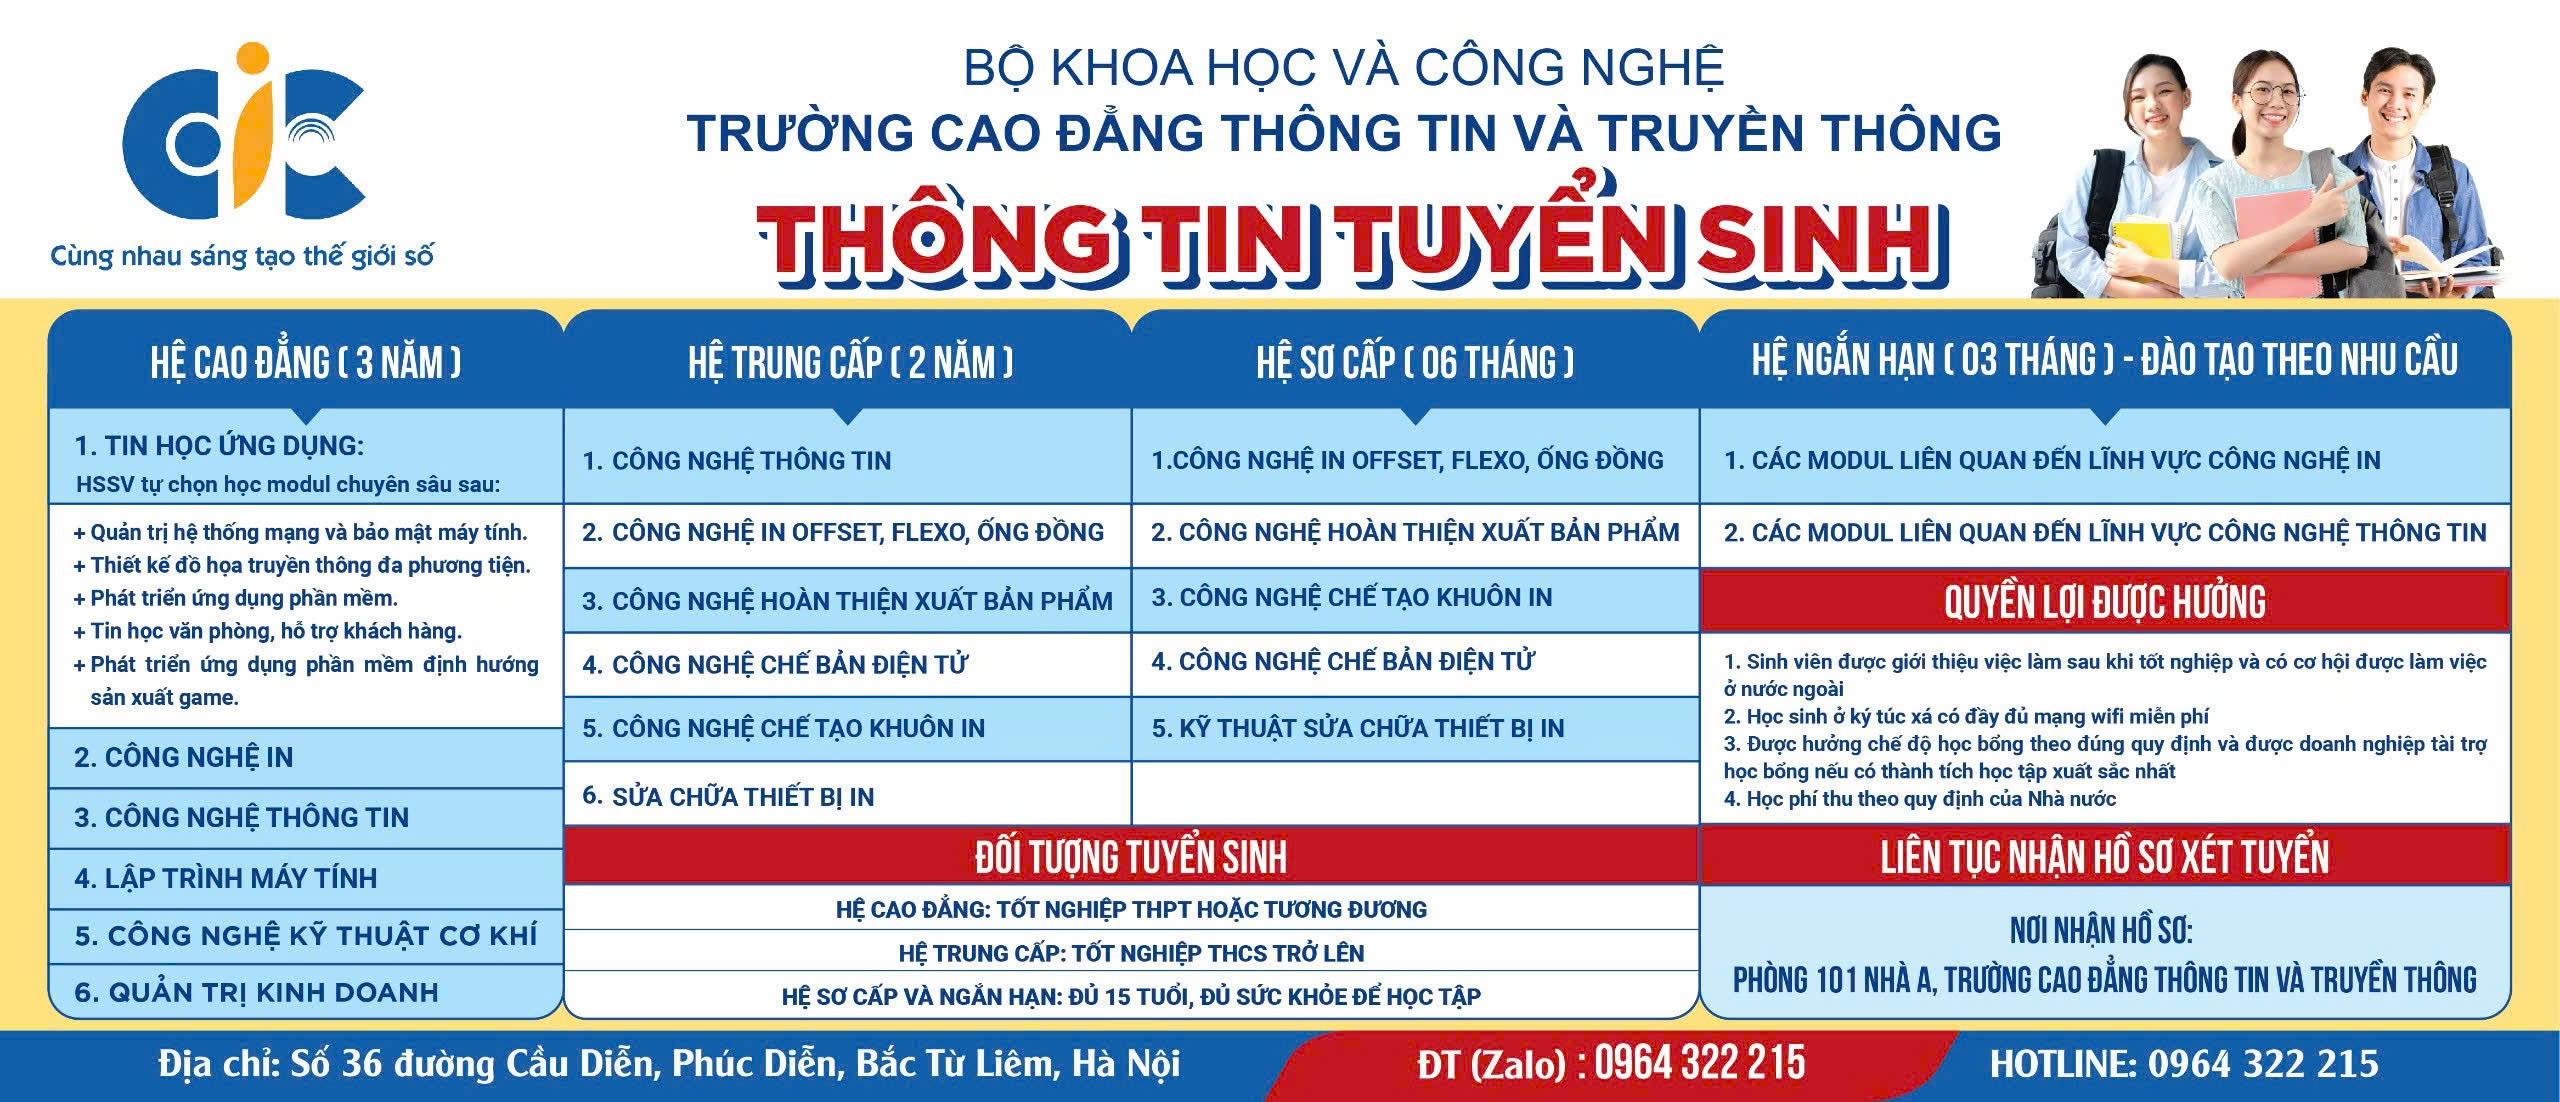 cic
Cùng nhau sáng tạo thế giới số
BỘ KHOA HỌC VÀ CÔNG NGHỆ
TRƯỜNG CAO ĐẲNG THÔNG TIN VÀ TRUYỀN THÔNG
THÔNG TIN TUYỂN SINH
HỆ CAO ĐẲNG ( 3 NĂM )
1. TIN HỌC ỨNG DỤNG:
HSSV tự chọn học modul chuyên sâu sau:
+ Quản trị hệ thống mạng và bảo mật máy tính.
+ Thiết kế đồ họa truyền thông đa phương tiện.
+ Phát triển ứng dụng phần mềm.
+ Tin học văn phòng, hỗ trợ khách hàng.
+ Phát triển ứng dụng phần mềm định hướng
sản xuất game.
2. CÔNG NGHỆ IN
3. CÔNG NGHỆ THÔNG TIN
4. LẬP TRÌNH MÁY TÍNH
5. CÔNG NGHỆ KỸ THUẬT CƠ KHÍ
6. QUẢN TRỊ KINH DOANH
HỆ TRUNG CẤP ( 2 NĂM )
1. CÔNG NGHỆ THÔNG TIN
2. CÔNG NGHỆ IN OFFSET, FLEXO, ỐNG ĐỒNG
3. CÔNG NGHỆ HOÀN THIỆN XUẤT BẢN PHẨM
4. CÔNG NGHỆ CHẾ BẢN ĐIỆN TỬ
5. CÔNG NGHỆ CHẾ TẠO KHUÔN IN
6. SỬA CHỮA THIẾT BỊ IN
HỆ SƠ CẤP ( 06 THÁNG )
1.CÔNG NGHỆ IN OFFSET, FLEXO, ỐNG ĐỒNG
2. CÔNG NGHỆ HOÀN THIỆN XUẤT BẢN PHẨM
3. CÔNG NGHỆ CHẾ TẠO KHUÔN IN
4. CÔNG NGHỆ CHẾ BẢN ĐIỆN TỬ
5. KỸ THUẬT SỬA CHỮA THIẾT BỊ IN
ĐỐI TƯỢNG TUYỂN SINH
HỆ CAO ĐẲNG: TỐT NGHIỆP THPT HOẶC TƯƠNG ĐƯƠNG
HỆ TRUNG CẤP: TỐT NGHIỆP THCS TRỞ LÊN
HỆ SƠ CẤP VÀ NGẮN HẠN: ĐỦ 15 TUỔI, ĐỦ SỨC KHỎE ĐỂ HỌC TẬP
HỆ NGẮN HẠN ( 03 THÁNG ) - ĐÀO TẠO THEO NHU CẦU
1. CÁC MODUL LIÊN QUAN ĐẾN LĨNH VỰC CÔNG NGHỆ IN
2. CÁC MODUL LIÊN QUAN ĐẾN LĨNH VỰC CÔNG NGHỆ THÔNG TIN
QUYỀN LỢI ĐƯỢC HƯỞNG
1. Sinh viên được giới thiệu việc làm sau khi tốt nghiệp và có cơ hội được làm việc
ở nước ngoài
2. Học sinh ở ký túc xá có đầy đủ mạng wifi miễn phí
3. Được hưởng chế độ học bổng theo đúng quy định và được doanh nghiệp tài trợ
học bổng nếu có thành tích học tập xuất sắc nhất
4. Học phí thu theo quy định của Nhà nước
LIÊN TỤC NHẬN HỒ SƠ XÉT TUYỂN
NƠI NHẬN HỒ SƠ:
PHÒNG 101 NHÀ A, TRƯỜNG CAO ĐẲNG THÔNG TIN VÀ TRUYỀN THÔNG
Địa chỉ: Số 36 đường Cầu Diễn, Phúc Diễn, Bắc Từ Liêm, Hà Nội
ĐT (Zalo) : 0964 322 215
HOTLINE: 0964 322 215